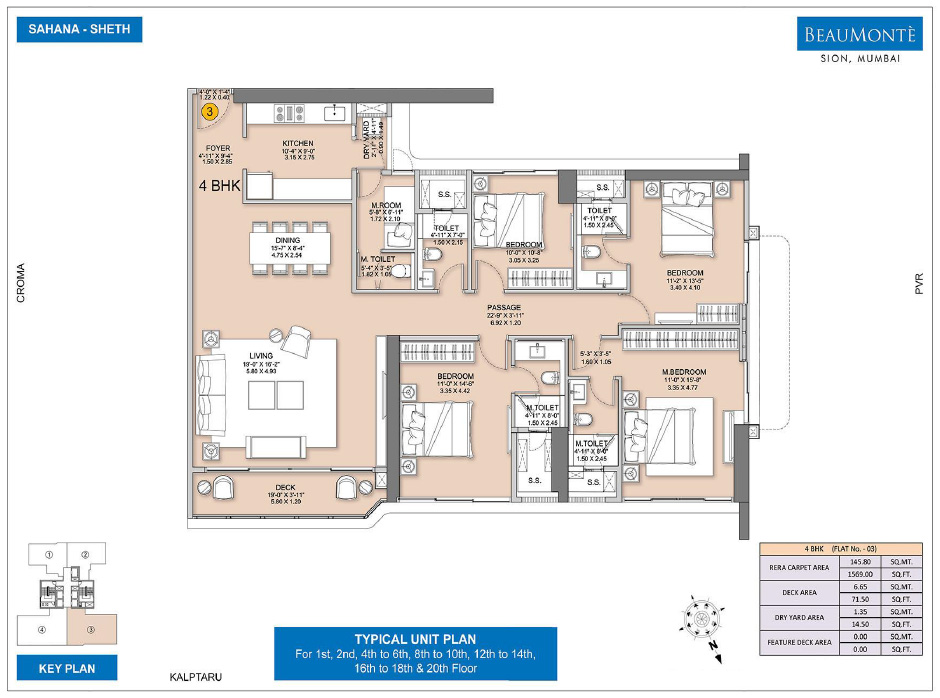 SAHANA - SHETH
BEAUMONTÈ
SION, MUMBAI
4'-0" X 1'-4"
1.22 X 0.40
3
FOYER
4'-11" X 9'-4"
1.50 X 2.85
4 BHK
KITCHEN
10'-4" X 9'-0"
3.15 X 2.75
DRY YARD
2'-11" X 4'-11"
0.90 X 1.49
M.ROOM
5'-8" X 6'-11"
1.72 X 2.10
S.S.
TOILET
4'-11" X 7'-0"
1.50 X 2.15
M. TOILET
5'-4" X 3'-5"
1.62 X 1.05
BEDROOM
10'-0" X 10'-8"
3.05 X 3.25
S.S.
TOILET
4'-11" X 8'-0"
1.50 X 2.45
BEDROOM
11'-2" X 13'-5"
3.40 X 4.10
DINING
15'-7" X 8'-4"
4.75 X 2.54
PASSAGE
22'-9" X 3'-11"
6.92 X 1.20
LIVING
19'-0" X 16'-2"
5.80 X 4.93
BEDROOM
11'-0" X 14'-6"
3.35 X 4.42
M.TOILET
4'-11" X 8'-0"
1.50 X 2.45
5'-3" X 3'-5"
1.60 X 1.05
M.BEDROOM
11'-0" X 15'-8"
3.35 X 4.77
M.TOILET
4'-11" X 8'-0"
1.50 X 2.45
S.S.
S.S.
DECK
19'-0" X 3'-11"
5.80 X 1.20
CROMA
PVR
KALPTARU
1
2
4
3
KEY PLAN
TYPICAL UNIT PLAN
For 1st, 2nd, 4th to 6th, 8th to 10th, 12th to 14th,
16th to 18th & 20th Floor
N
4 BHK (FLAT No. - 03)
RERA CARPET AREA 145.80 SQ.MT.
1569.00 SQ.FT.
DECK AREA 6.65 SQ.MT.
71.50 SQ.FT.
DRY YARD AREA 1.35 SQ.MT.
14.50 SQ.FT.
FEATURE DECK AREA 0.00 SQ.MT.
0.00 SQ.FT.